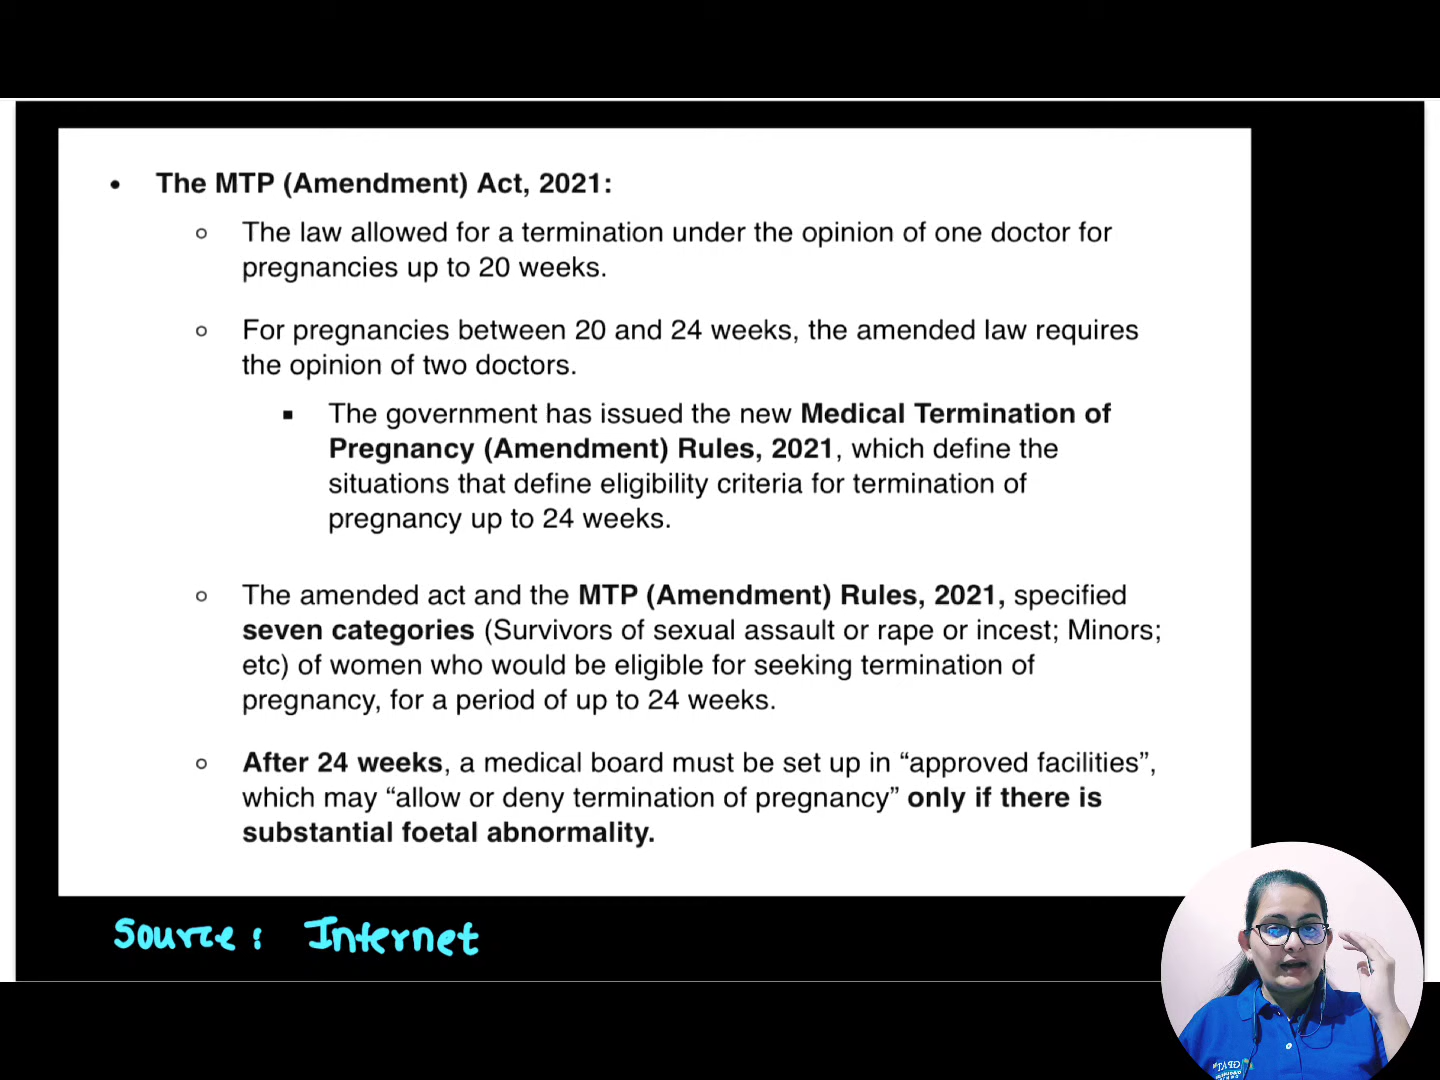 The MTP (Amendment) Act, 2021:
The law allowed for a termination under the opinion of one doctor for
pregnancies up to 20 weeks.
For pregnancies between 20 and 24 weeks, the amended law requires
the opinion of two doctors.
The government has issued the new Medical Termination of
Pregnancy (Amendment) Rules, 2021, which define the
situations that define eligibility criteria for termination of
pregnancy up to 24 weeks.
The amended act and the MTP (Amendment) Rules, 2021, specified
seven categories (Survivors of sexual assault or rape or incest; Minors;
etc) of women who would be eligible for seeking termination of
pregnancy, for a period of up to 24 weeks.
After 24 weeks, a medical board must be set up in “approved facilities”,
which may “allow or deny termination of pregnancy” only if there is
substantial foetal abnormality.
Source: Internet
GPAT